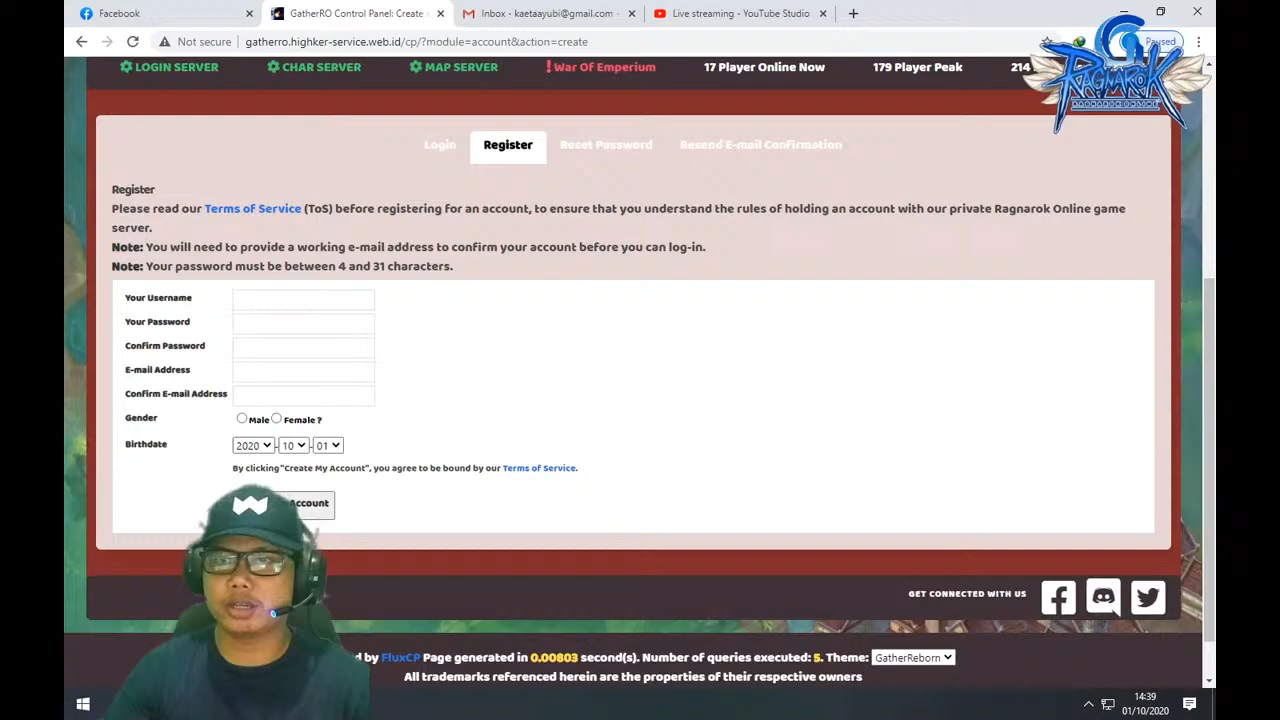 Facebook
GatherRO Control Panel: Create
Inbox - kaetaayubi@gmail.com -
Live streaming - YouTube Studio
Not secure
gatherro.highker-service.web.id/cp/?module=account&action=create
Paused
RAGNAROK
LOGIN SERVER
CHAR SERVER
MAP SERVER
War Of Emperium
17 Player Online Now
179 Player Peak
214
Login
Register
Reset Password
Resend E-mail Confirmation
Register
Please read our Terms of Service (ToS) before registering for an account, to ensure that you understand the rules of holding an account with our private Ragnarok Online game
server.
Note: You will need to provide a working e-mail address to confirm your account before you can log-in.
Note: Your password must be between 4 and 31 characters.
Your Username
Your Password
Confirm Password
E-mail Address
Confirm E-mail Address
Gender
Male
Female ?
Birthdate
2020 - 10 - 01
By clicking "Create My Account", you agree to be bound by our Terms of Service.
Account
GET CONNECTED WITH US
d by FluxCP Page generated in 0.00803 second(s). Number of queries executed: 5. Theme: GatherReborn
All trademarks referenced herein are the properties of their respective owners
14:39
01/10/2020